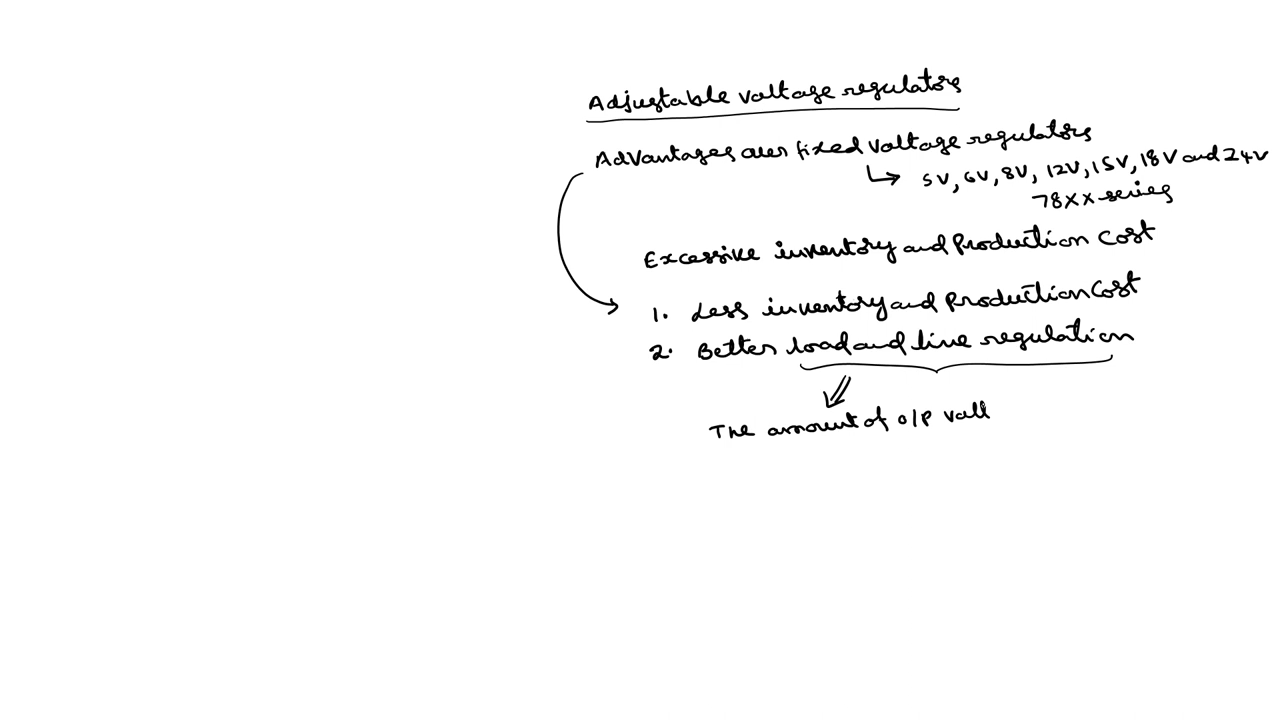 Adjustable voltage regulators
Advantages over fixed voltage regulators
5V, 6V, 8V, 12V, 15V, 18V and 24V
78XX series
Excessive inventory and production cost
1. Less inventory and production cost
2. Better load and line regulation
The amount of o/p